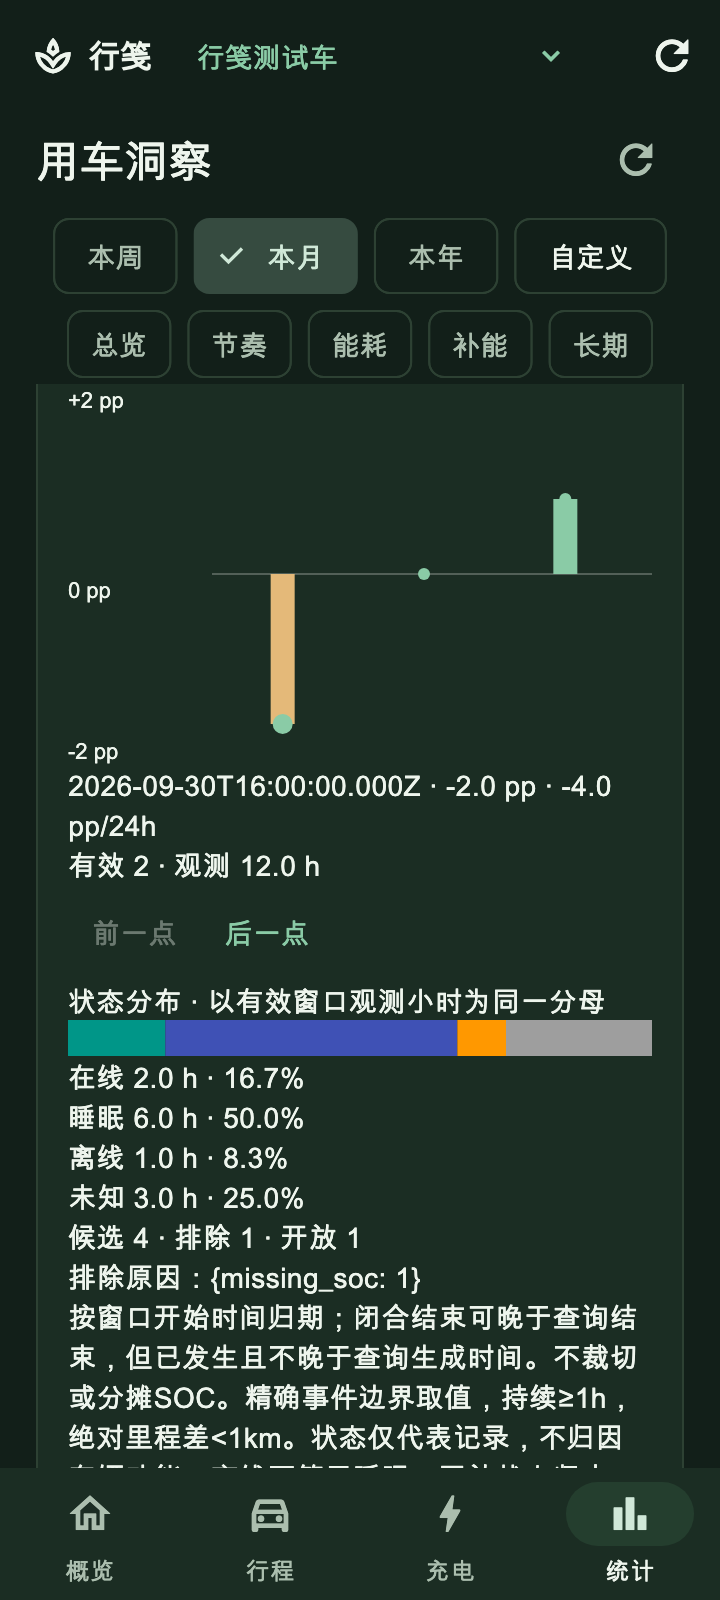 行笺 行笺测试车
用车洞察
本周 本月 本年 自定义
总览 节奏 能耗 补能 长期
+2 pp
0 pp
-2 pp
2026-09-30T16:00:00.000Z · -2.0 pp · -4.0
pp/24h
有效 2 · 观测 12.0 h
前一点 后一点
状态分布 · 以有效窗口观测小时为同一分母
在线 2.0 h · 16.7%
睡眠 6.0 h · 50.0%
离线 1.0 h · 8.3%
未知 3.0 h · 25.0%
候选 4 · 排除 1 · 开放 1
排除原因：{missing_soc: 1}
按窗口开始时间归期；闭合结束可晚于查询结
束，但已发生且不晚于查询生成时间。不裁切
或分摊SOC。精确事件边界取值，持续≥1h，
绝对里程差<1km。状态仅代表记录，不归因
概览 行程 充电 统计